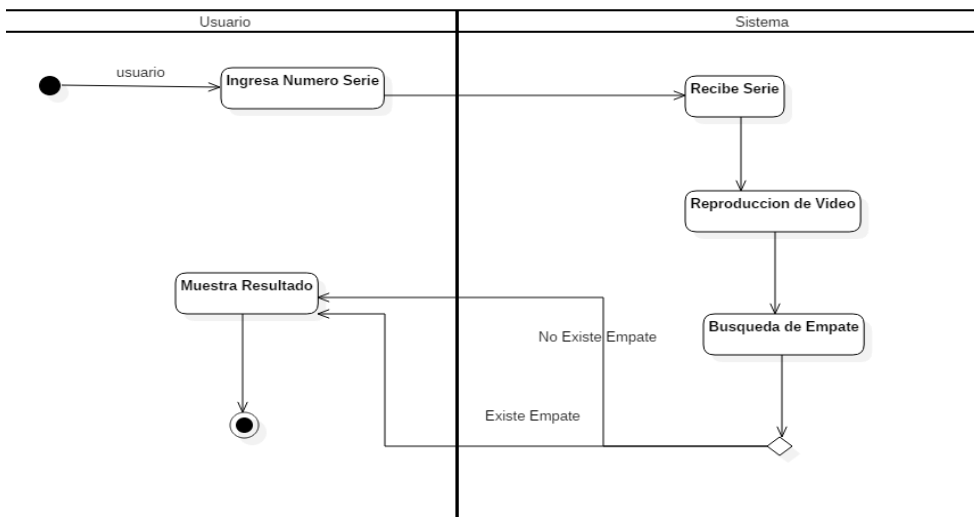 Usuario
Sistema
usuario
Ingresa Numero Serie
Recibe Serie
Reproduccion de Video
Muestra Resultado
Busqueda de Empate
No Existe Empate
Existe Empate